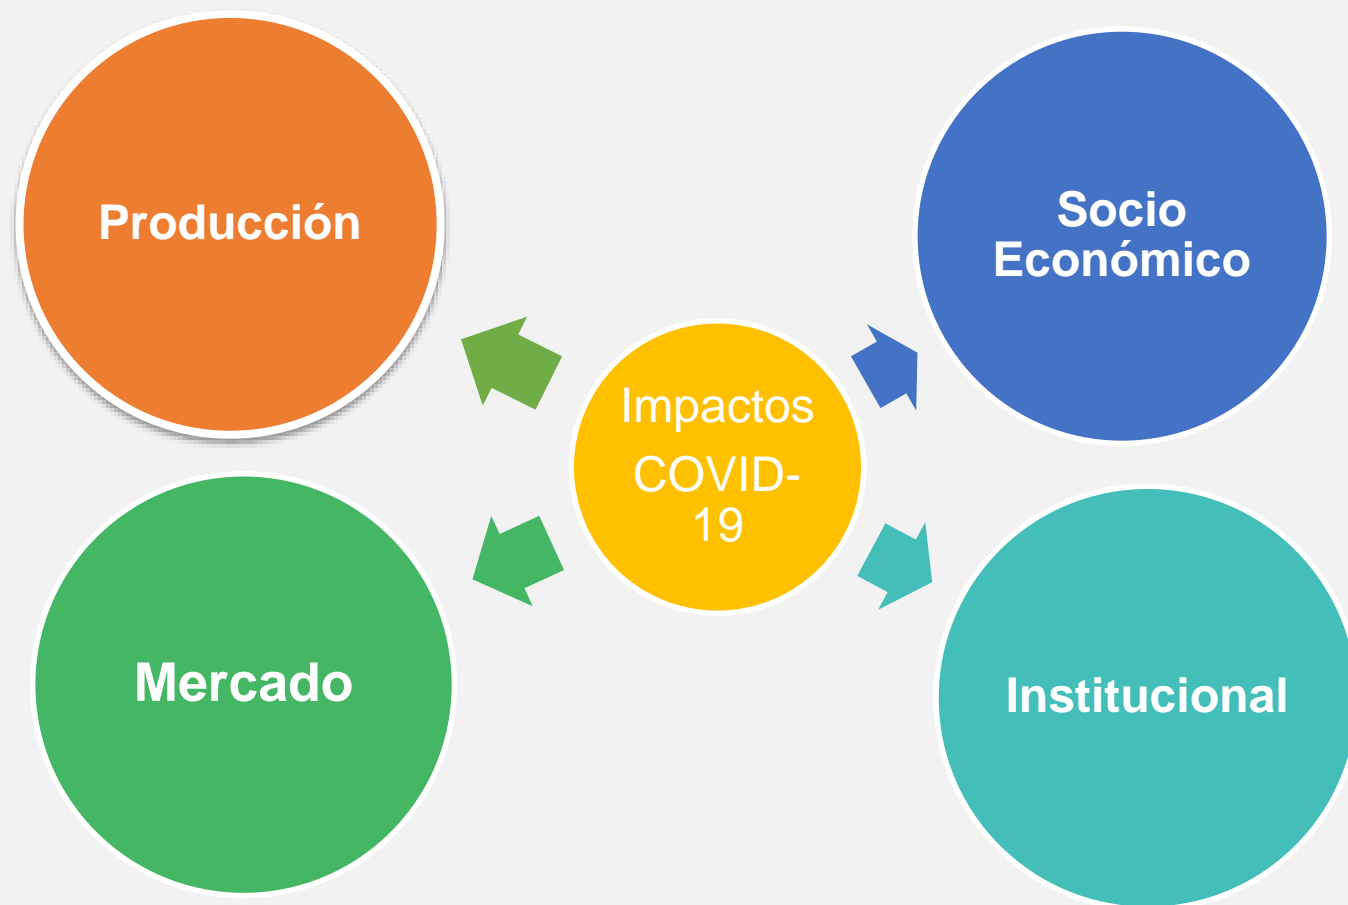 Producción
Socio
Económico
Impactos
COVID-
19
Mercado
Institucional